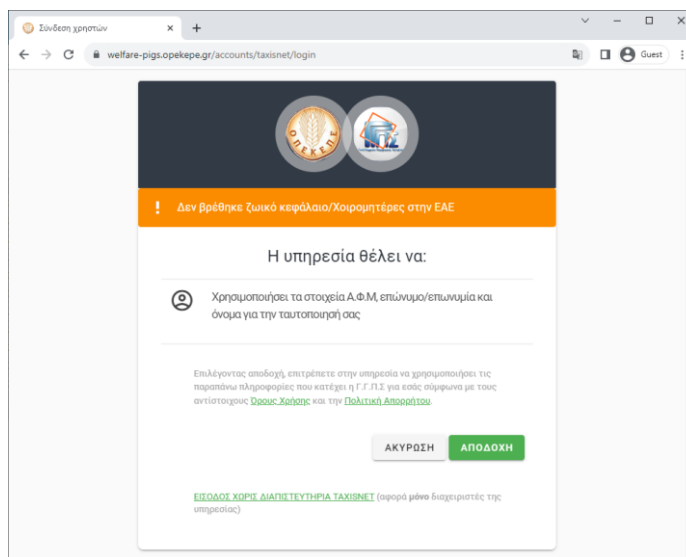 Σύνδεση χρηστών
welfare-pigs.opekepe.gr/accounts/taxisnet/login
Guest
ΟΠΕΚΕΠΕ
Δεν βρέθηκε ζωικό κεφάλαιο/Χοιρομητέρες στην ΕΑΕ
Η υπηρεσία θέλει να:
Χρησιμοποιήσει τα στοιχεία Α.Φ.Μ, επώνυμο/επωνυμία και
όνομα για την ταυτοποιησή σας
Επιλέγοντας αποδοχή, επιτρέπετε στην υπηρεσία να χρησιμοποιήσει τις
παραπάνω πληροφορίες που κατέχει η Γ.Γ.Π.Σ για εσάς σύμφωνα με τους
αντίστοιχους Όρους Χρήσης και την Πολιτική Απορρήτου.
ΑΚΥΡΩΣΗ ΑΠΟΔΟΧΗ
ΕΙΣΟΔΟΣ ΧΩΡΙΣ ΔΙΑΠΙΣΤΕΥΤΗΡΙΑ TAXISNET (αφορά μόνο διαχειριστές της
υπηρεσίας)